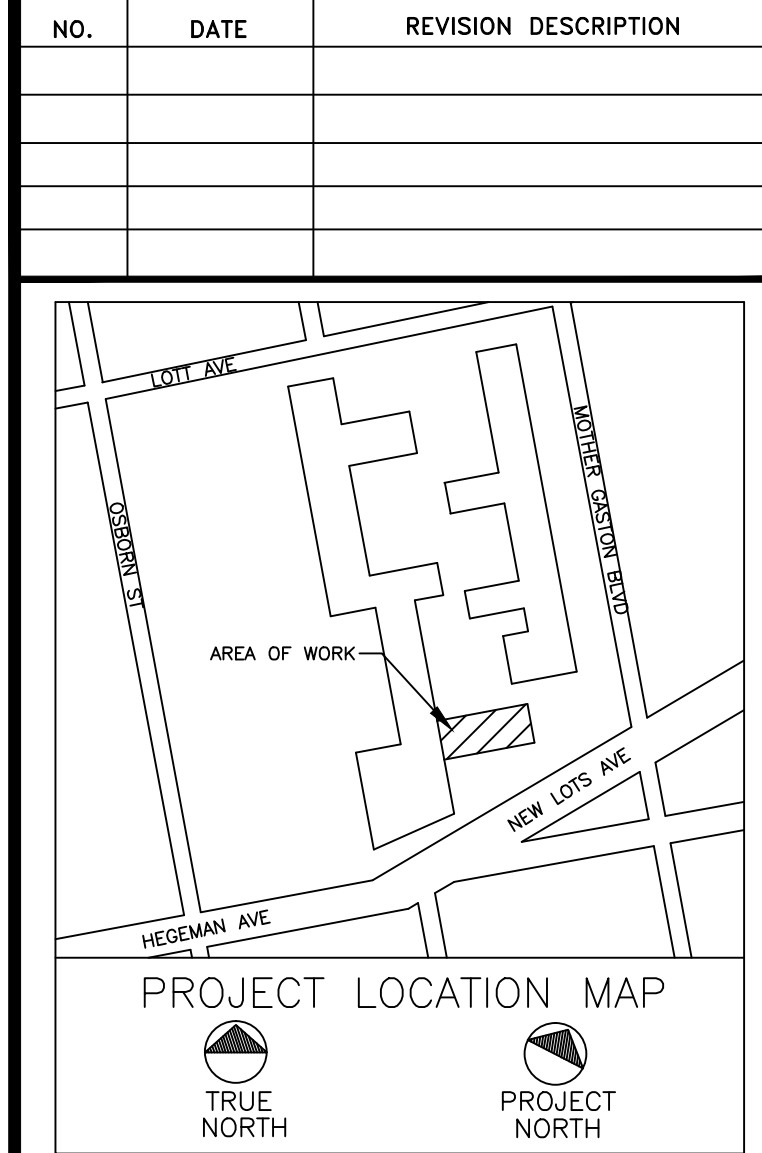 NO. DATE REVISION DESCRIPTION
LOTT AVE
MOTHER GASTON BLVD
OSBORN ST
AREA OF WORK
NEW LOTS AVE
HEGEMAN AVE
PROJECT LOCATION MAP
TRUE
NORTH
PROJECT
NORTH